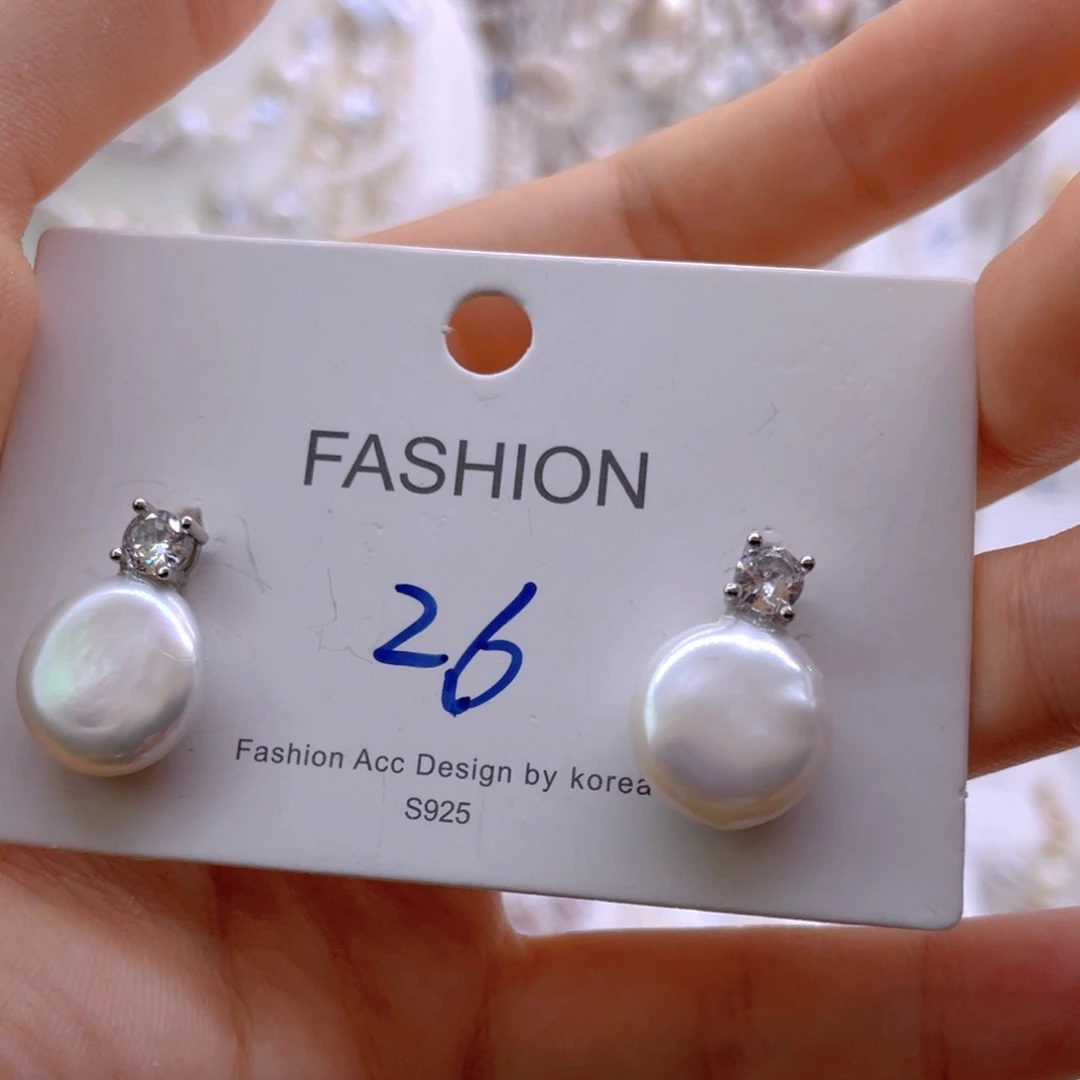 FASHION
26
Fashion Acc Design by korea
S925